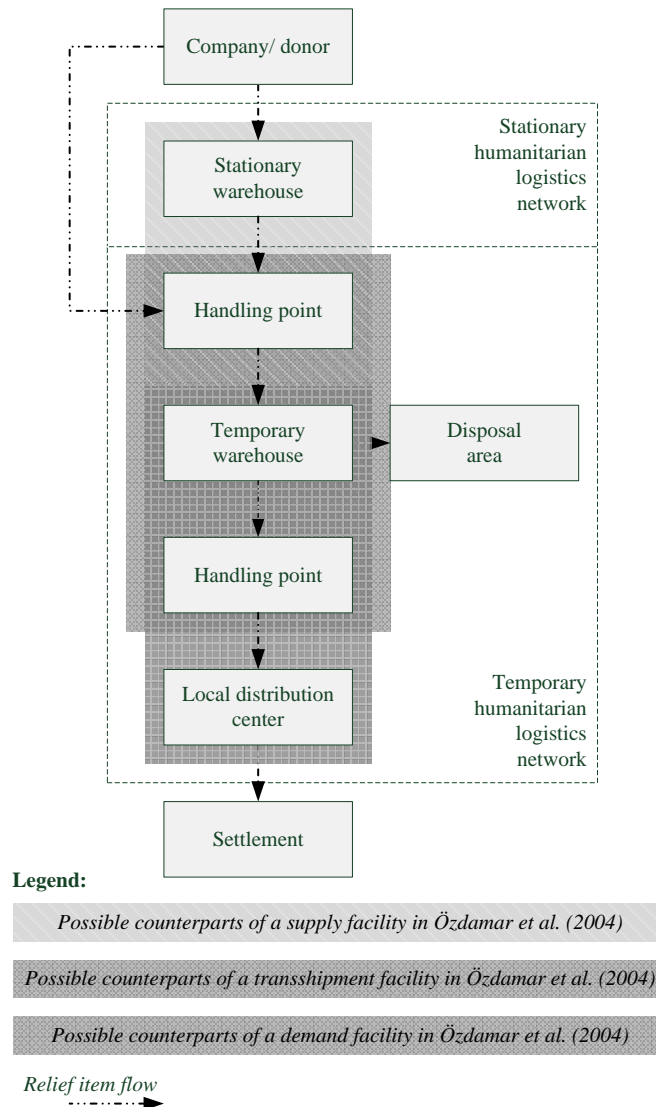 Company/ donor
Stationary
humanitarian
logistics
network
Stationary
warehouse
Handling point
Temporary
warehouse
Disposal
area
Handling point
Local distribution
center
Temporary
humanitarian
logistics
network
Settlement
Legend:
Possible counterparts of a supply facility in Özdamar et al. (2004)
Possible counterparts of a transshipment facility in Özdamar et al. (2004)
Possible counterparts of a demand facility in Özdamar et al. (2004)
Relief item flow